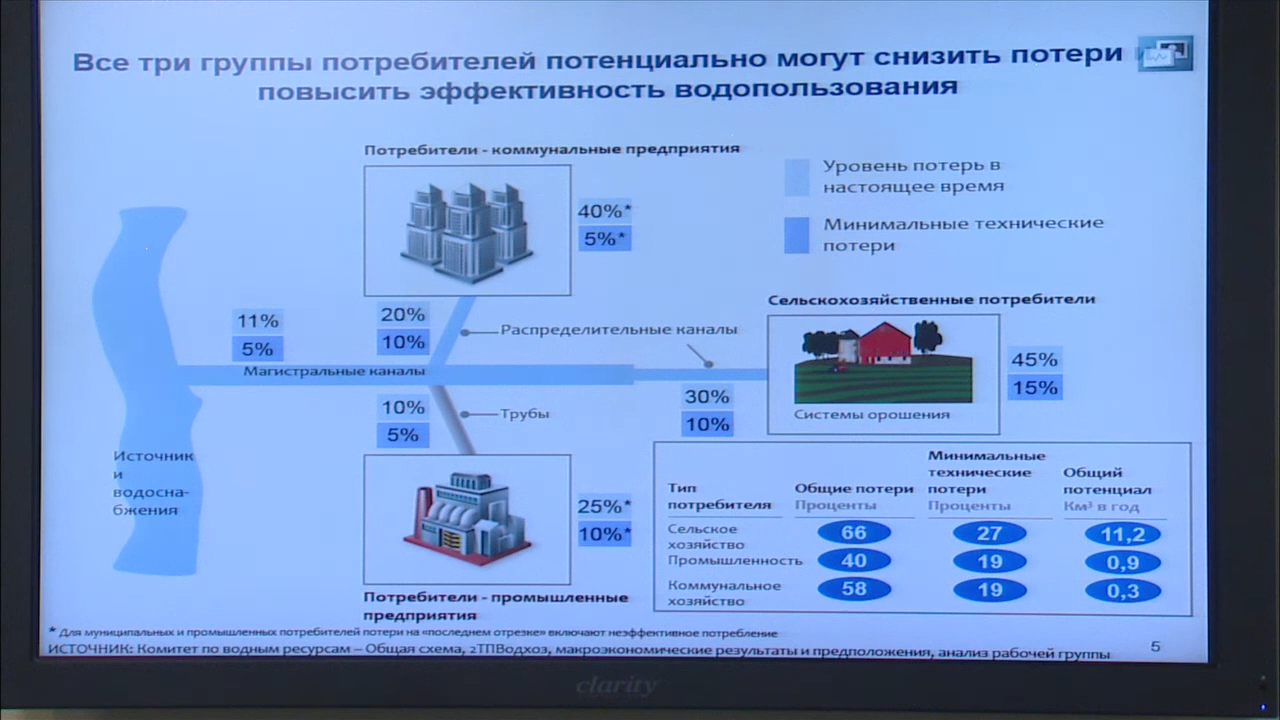 Все три группы потребителей потенциально могут снизить потери
повысить эффективность водопользования
Потребители - коммунальные предприятия
40%*
5%*
Уровень потерь в
настоящее время
Минимальные технические
потери
Сельскохозяйственные потребители
11%
5%
20%
10%
Распределительные каналы
Магистральные каналы
45%
15%
Системы орошения
10%
5%
Трубы
30%
10%
Источник
и
водосна-
бжения
25%*
10%*
Потребители - промышленные
предприятия
Тип
потребителя
Общие потери
Проценты
Минимальные
технические
потери
Проценты
Общий
потенциал
Км³ в год
Сельское
хозяйство
66
27
11,2
Промышленность
40
19
0,9
Коммунальное
хозяйство
58
19
0,3
* Для муниципальных и промышленных потребителей потери на «последнем отрезке» включают неэффективное потребление
ИСТОЧНИК: Комитет по водным ресурсам – Общая схема, 2ТПВодхоз, макроэкономические результаты и предположения, анализ рабочей группы
5
clarity